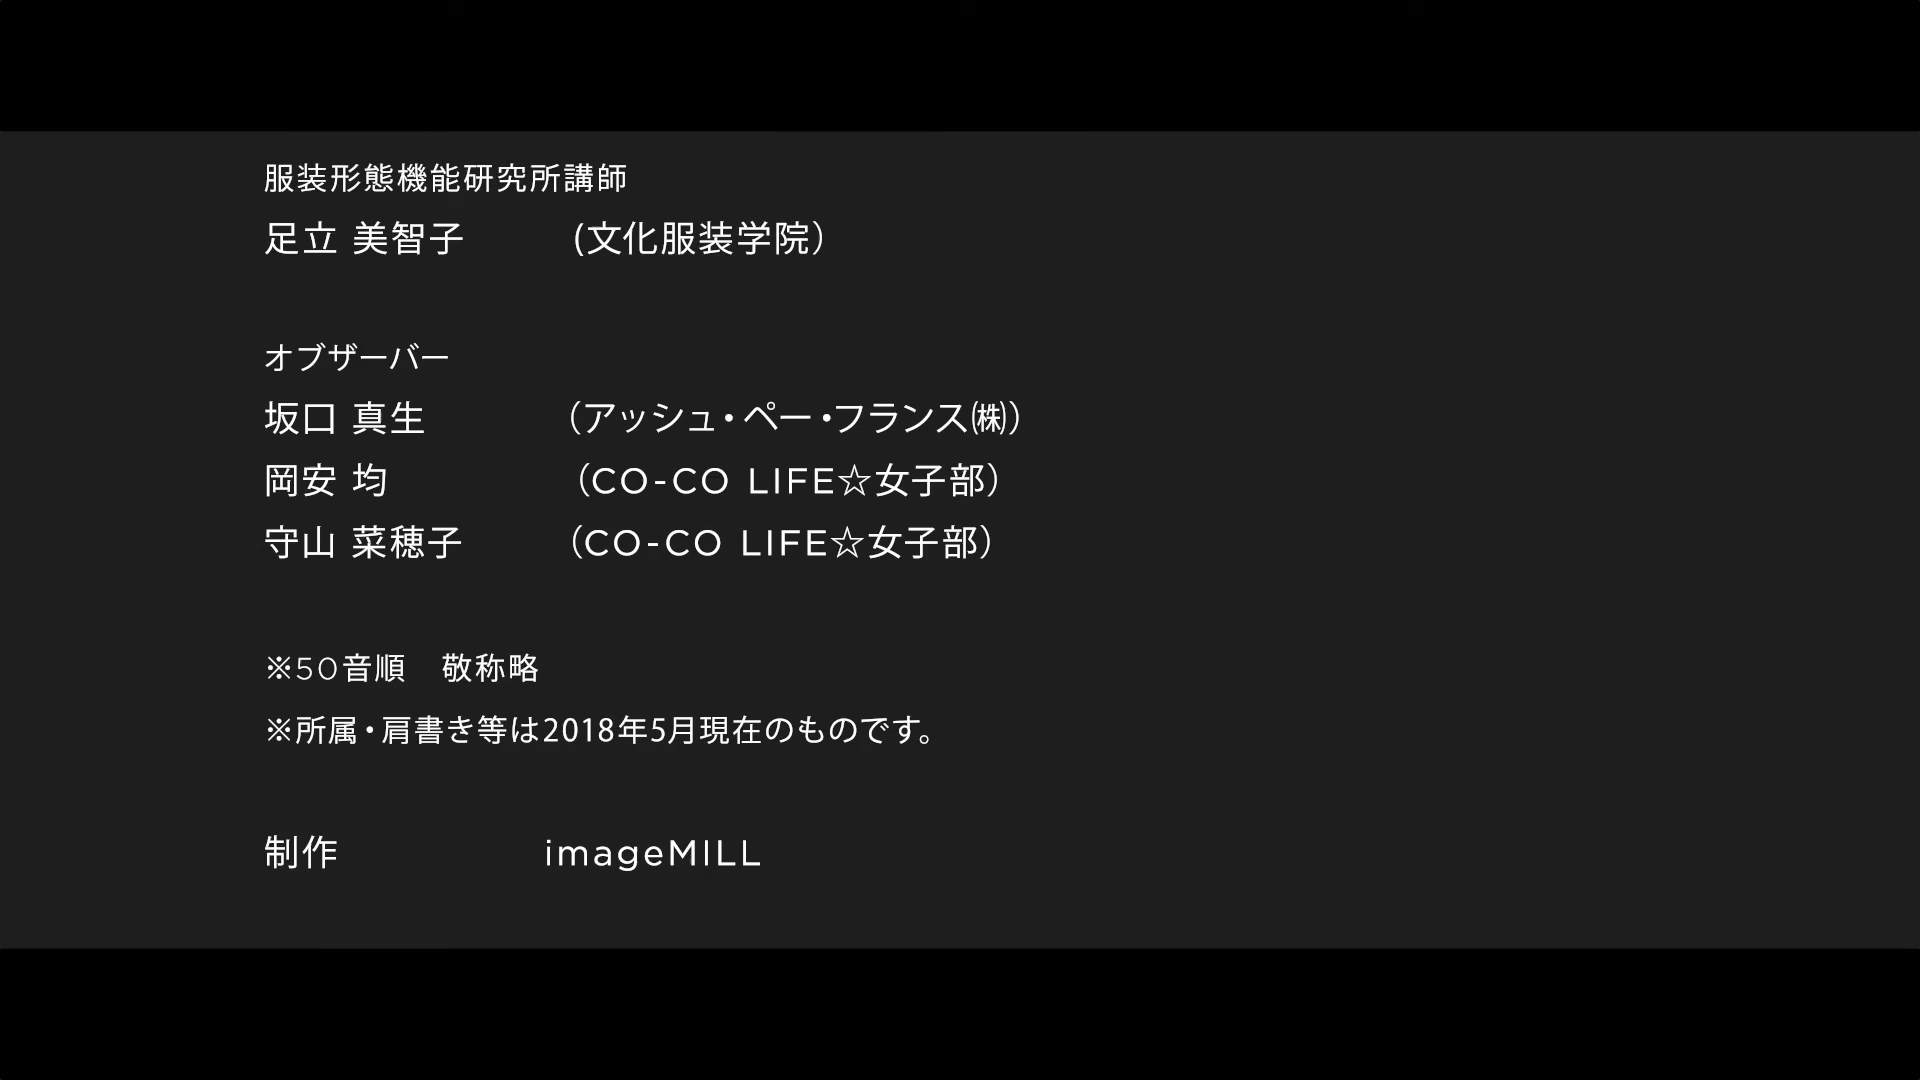 服装形態機能研究所講師
足立 美智子 (文化服装学院）
オブザーバー
坂口 真生 （アッシュ・ペー・フランス㈱）
岡安 均 （CO-CO LIFE☆女子部）
守山 菜穂子 （CO-CO LIFE☆女子部）
※50音順　敬称略
※所属・肩書き等は2018年5月現在のものです。
制作 imageMILL